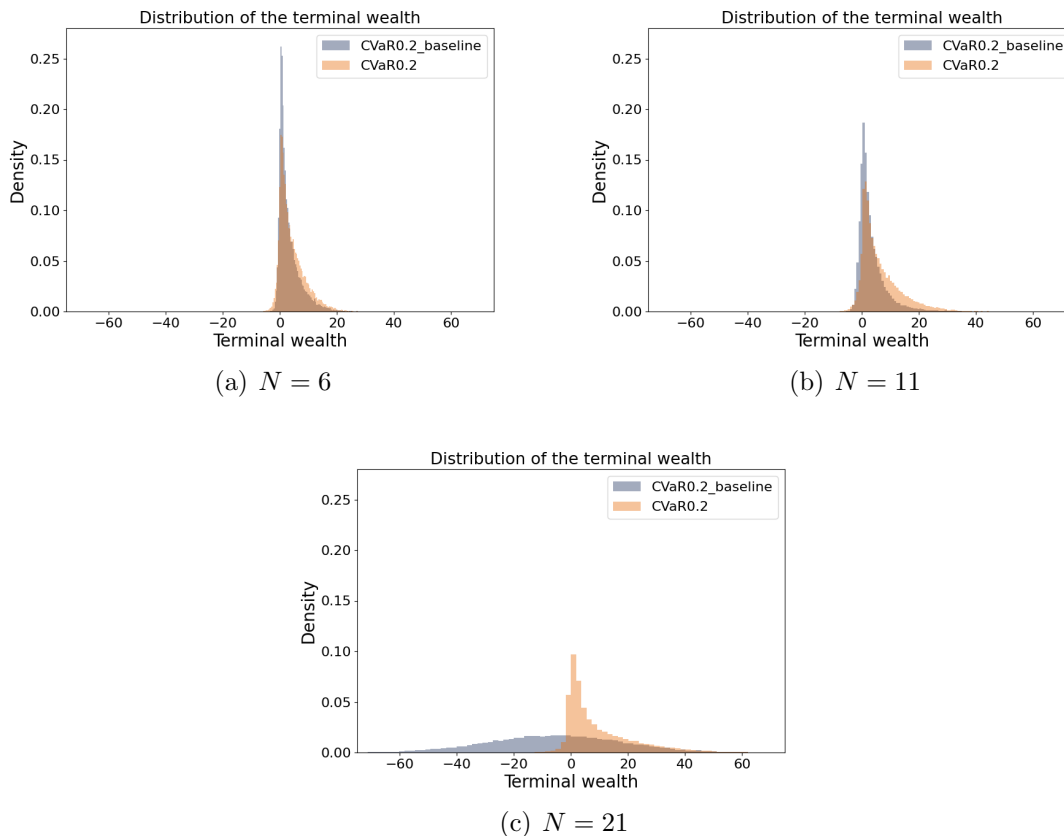 Distribution of the terminal wealth
CVaR0.2_baseline
CVaR0.2
Density
0.25
0.20
0.15
0.10
0.05
0.00
−60 −40 −20 0 20 40 60
Terminal wealth
(a) N = 6
Distribution of the terminal wealth
CVaR0.2_baseline
CVaR0.2
Density
0.25
0.20
0.15
0.10
0.05
0.00
−60 −40 −20 0 20 40 60
Terminal wealth
(b) N = 11
Distribution of the terminal wealth
CVaR0.2_baseline
CVaR0.2
Density
0.25
0.20
0.15
0.10
0.05
0.00
−60 −40 −20 0 20 40 60
Terminal wealth
(c) N = 21